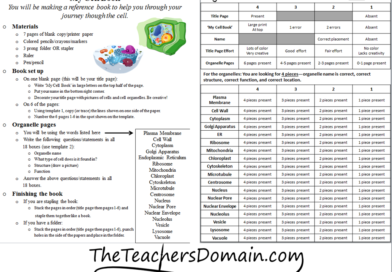 You will be making a reference book to help you through your
journey though the cell.
Materials
7 pages of blank copy/printer paper
Colored pencils/crayons/markers
3 prong folder OR stapler
Ruler
Pen/pencil
Book set up
On one blank page (this will be your title page)
Write 'My Cell Book' in large letters on the top half of the page.
Put your name in the bottom right corner.
Decorate your title page with pictures of cells and cell organelles. Be creative!
On 6 of the pages
Number the 6 pages 1-6 in the spot shown on the template.
Organelle pages
You will be using the words listed here
Write the following questions/statements in all
18 boxes (see template 2)
Organelle name
What type of cell does is it found in?
Structure (draw a picture)
Function
Answer the above questions/statements in all
18 boxes.
Plasma Membrane
Cell Wall
Cytoplasm
Golgi Apparatus
Endoplasmic Reticulum
Ribosome
Mitochondria
Chloroplast
Cytoskeleton
Microtubule
Centrosome
Nucleus
Nuclear Pore
Nuclear Envelope
Nucleolus
Vesicle
Lysosome
Vacuole
Finishing the book
If you are stapling the book:
Stack the pages in order (title page then pages 1-6) and
staple them together like a book
If you have a folder:
Stack the pages in order (title page then pages 1-6), punch
holes in the side of the papers and place in the folder
4 3 2 1
Title Page Present Absent
'My Cell Book' Large print At top 1 error 2 errors Absent
Name Correct placement Absent
Title Page Effort Lots of color Very creative Good effort Fair effort No color Lacks creativity
Organelle Pages 6 pages present 4-5 pages present 2-3 pages present 0-1 page present
For the organelles: You are looking for 4 pieces—organelle name is correct, correct
structure, correct function, and correct location.
4 3 2 1
Plasma Membrane 4 pieces present 3 pieces present 2 pieces present 1 piece present
Cell Wall 4 pieces present 3 pieces present 2 pieces present 1 piece present
Cytoplasm 4 pieces present 3 pieces present 2 pieces present 1 piece present
Golgi Apparatus 4 pieces present 3 pieces present 2 pieces present 1 piece present
ER 4 pieces present 3 pieces present 2 pieces present 1 piece present
Ribosome 4 pieces present 3 pieces present 2 pieces present 1 piece present
Mitochondria 4 pieces present 3 pieces present 2 pieces present 1 piece present
Chloroplast 4 pieces present 3 pieces present 2 pieces present 1 piece present
Cytoskeleton 4 pieces present 3 pieces present 2 pieces present 1 piece present
Microtubule 4 pieces present 3 pieces present 2 pieces present 1 piece present
Centrosome 4 pieces present 3 pieces present 2 pieces present 1 piece present
Nucleus 4 pieces present 3 pieces present 2 pieces present 1 piece present
Nuclear Pore 4 pieces present 3 pieces present 2 pieces present 1 piece present
Nuclear Envelope 4 pieces present 3 pieces present 2 pieces present 1 piece present
Nucleolus 4 pieces present 3 pieces present 2 pieces present 1 piece present
Vesicle 4 pieces present 3 pieces present 2 pieces present 1 piece present
Lysosome 4 pieces present 3 pieces present 2 pieces present 1 piece present
Vacuole 4 pieces present 3 pieces present 2 pieces present 1 piece present
TheTeachersDomain.com